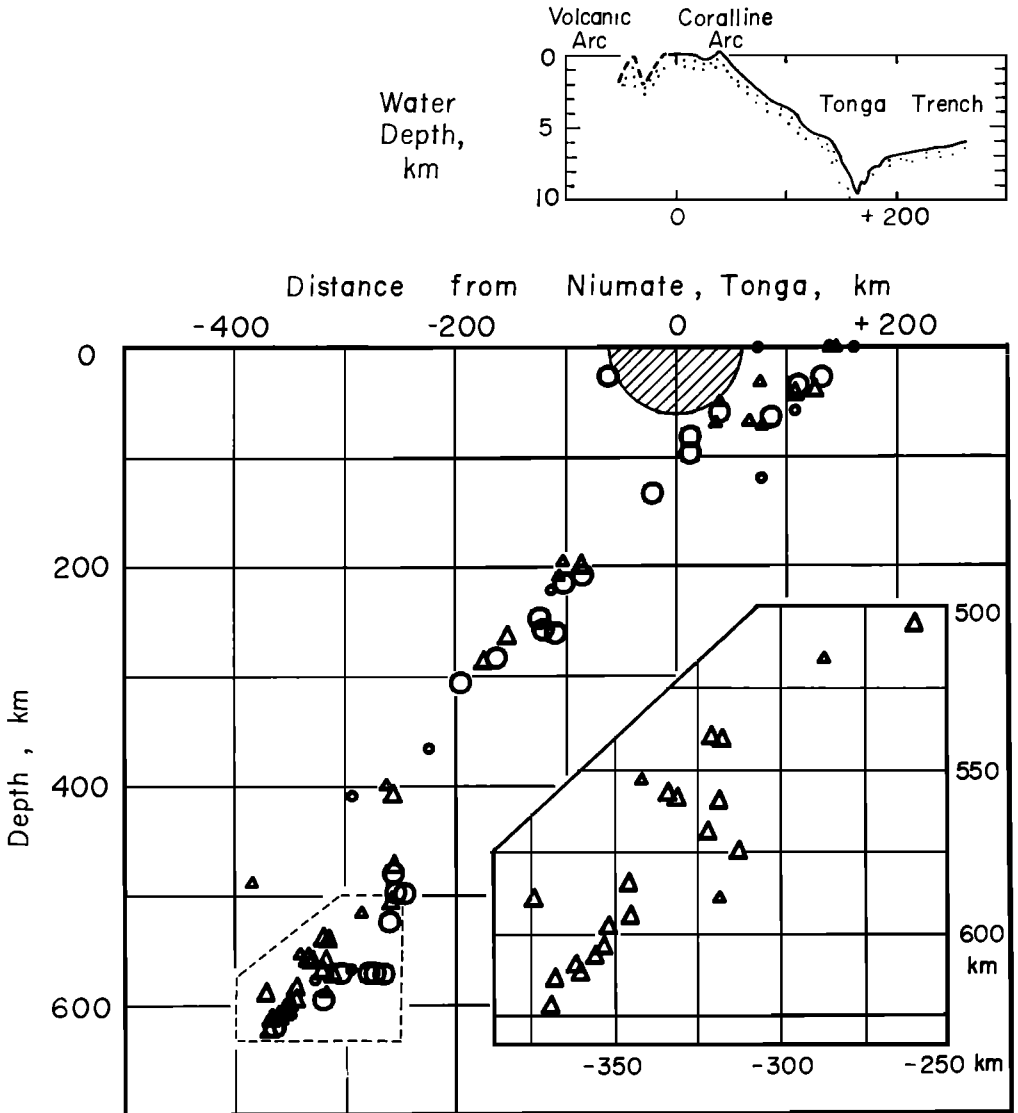 Volcanic Arc
Coralline Arc
Water Depth, km
0
5
10
Tonga Trench
0 + 200
Distance from Niumate, Tonga, km
-400 -200 0 + 200
0
200
400
600
Depth, km
500
550
600
km
-350 -300 -250 km